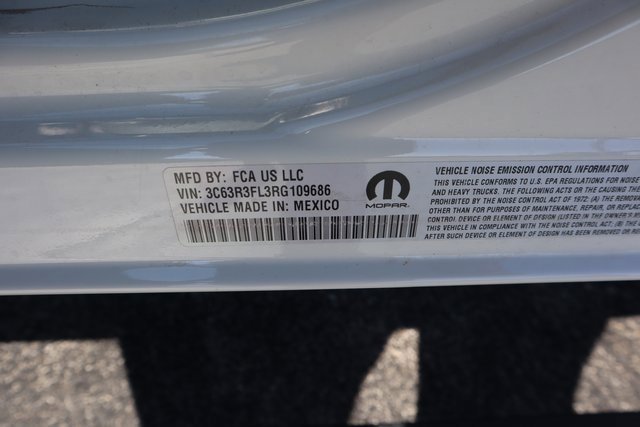 MFD BY: FCA US LLC
VIN: 3C63R3FL3RG109686
VEHICLE MADE IN: MEXICO
MOPAR
VEHICLE NOISE EMISSION CONTROL INFORMATION
THIS VEHICLE CONFORMS TO U.S. EPA REGULATIONS FOR NOISE
HEAVY TRUCKS. THE FOLLOWING ACTS OR THE CAUSING
PROHIBITED BY THE NOISE CONTROL ACT OF 1972: (A) THE REMOVAL
OTHER THAN FOR PURPOSES OF MAINTENANCE, REPAIR, OR REPLAC
CONTROL DEVICE OR ELEMENT OF DESIGN (LISTED IN THE OWNER'S
THIS VEHICLE IN COMPLIANCE WITH THE NOISE CONTROL ACT; (B) THE
AFTER SUCH DEVICE OR ELEMENT OF DESIGN HAS BEEN REMOVED